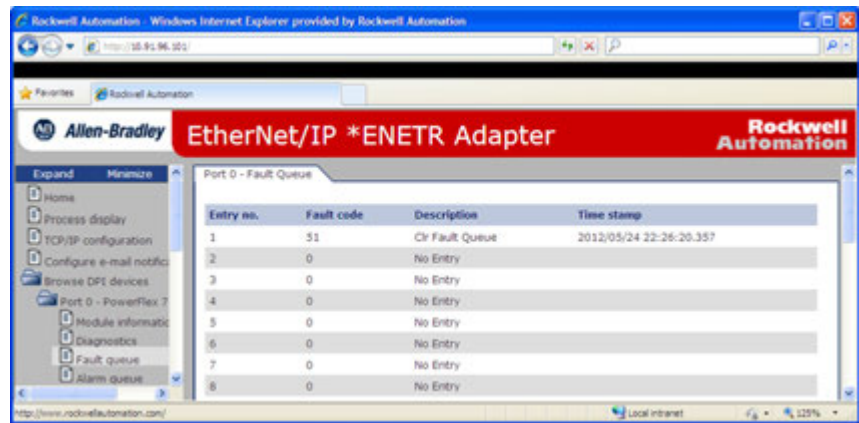 Rockwell Automation - Windows Internet Explorer provided by Rockwell Automation
http://10.91.96.101/
Favorites Rockwell Automation
Allen-Bradley EtherNet/IP *ENETR Adapter Rockwell Automation
Expand Minimize
Home
Process display
TCP/IP configuration
Configure e-mail notific
Browse DPI devices
Port 0 - PowerFlex 7
Module informatic
Diagnostics
Fault queue
Alarm queue
Port 0 - Fault Queue
Entry no. Fault code Description Time stamp
1 51 Clr Fault Queue 2012/05/24 22:26:20.357
2 0 No Entry
3 0 No Entry
4 0 No Entry
5 0 No Entry
6 0 No Entry
7 0 No Entry
8 0 No Entry
http://www.rockwellautomation.com/ Local intranet 125%